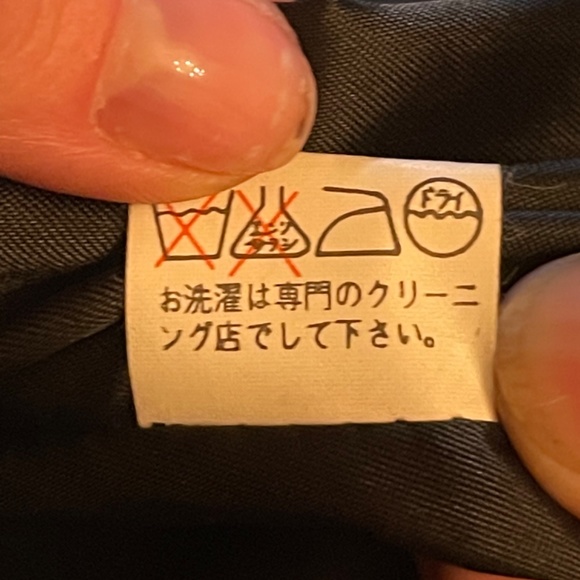 エンソ
サラシ
ドライ
お洗濯は専門のクリーニ
ング店でして下さい。